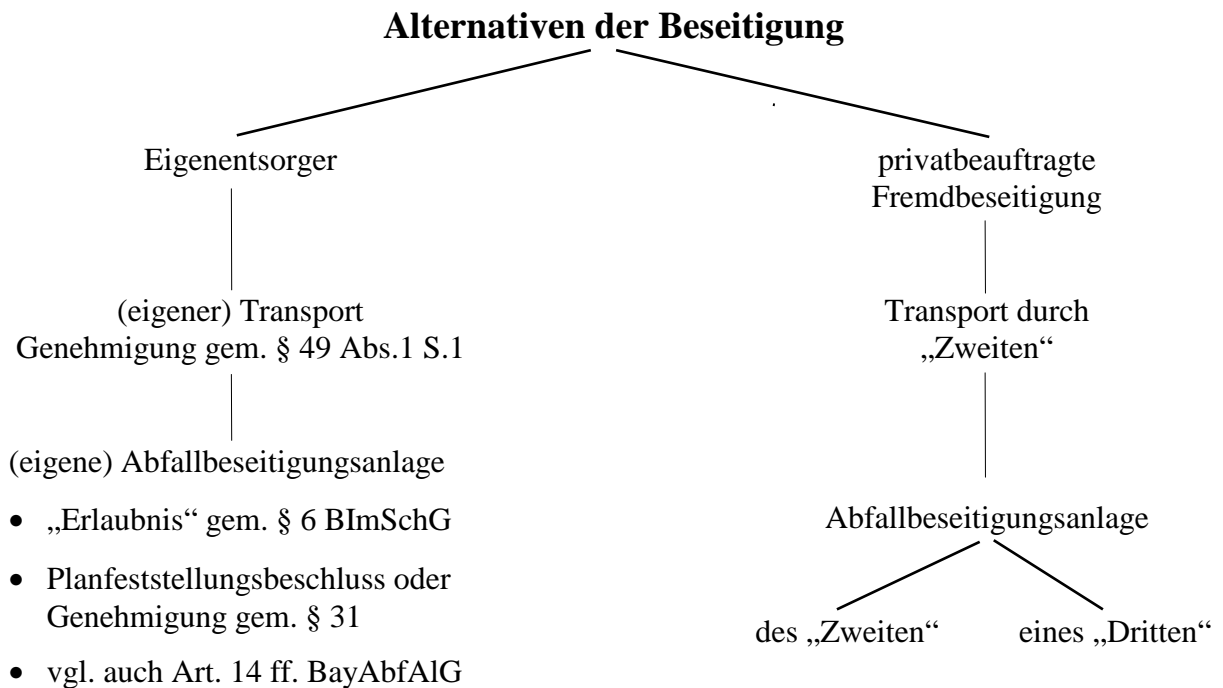 Alternativen der Beseitigung
Eigenentsorger
(eigener) Transport
Genehmigung gem. § 49 Abs.1 S.1
(eigene) Abfallbeseitigungsanlage
• „Erlaubnis“ gem. § 6 BImSchG
• Planfeststellungsbeschluss oder
Genehmigung gem. § 31
• vgl. auch Art. 14 ff. BayAbfAlG
privatbeauftragte
Fremdbeseitigung
Transport durch
„Zweiten“
Abfallbeseitigungsanlage
des „Zweiten“
eines „Dritten“